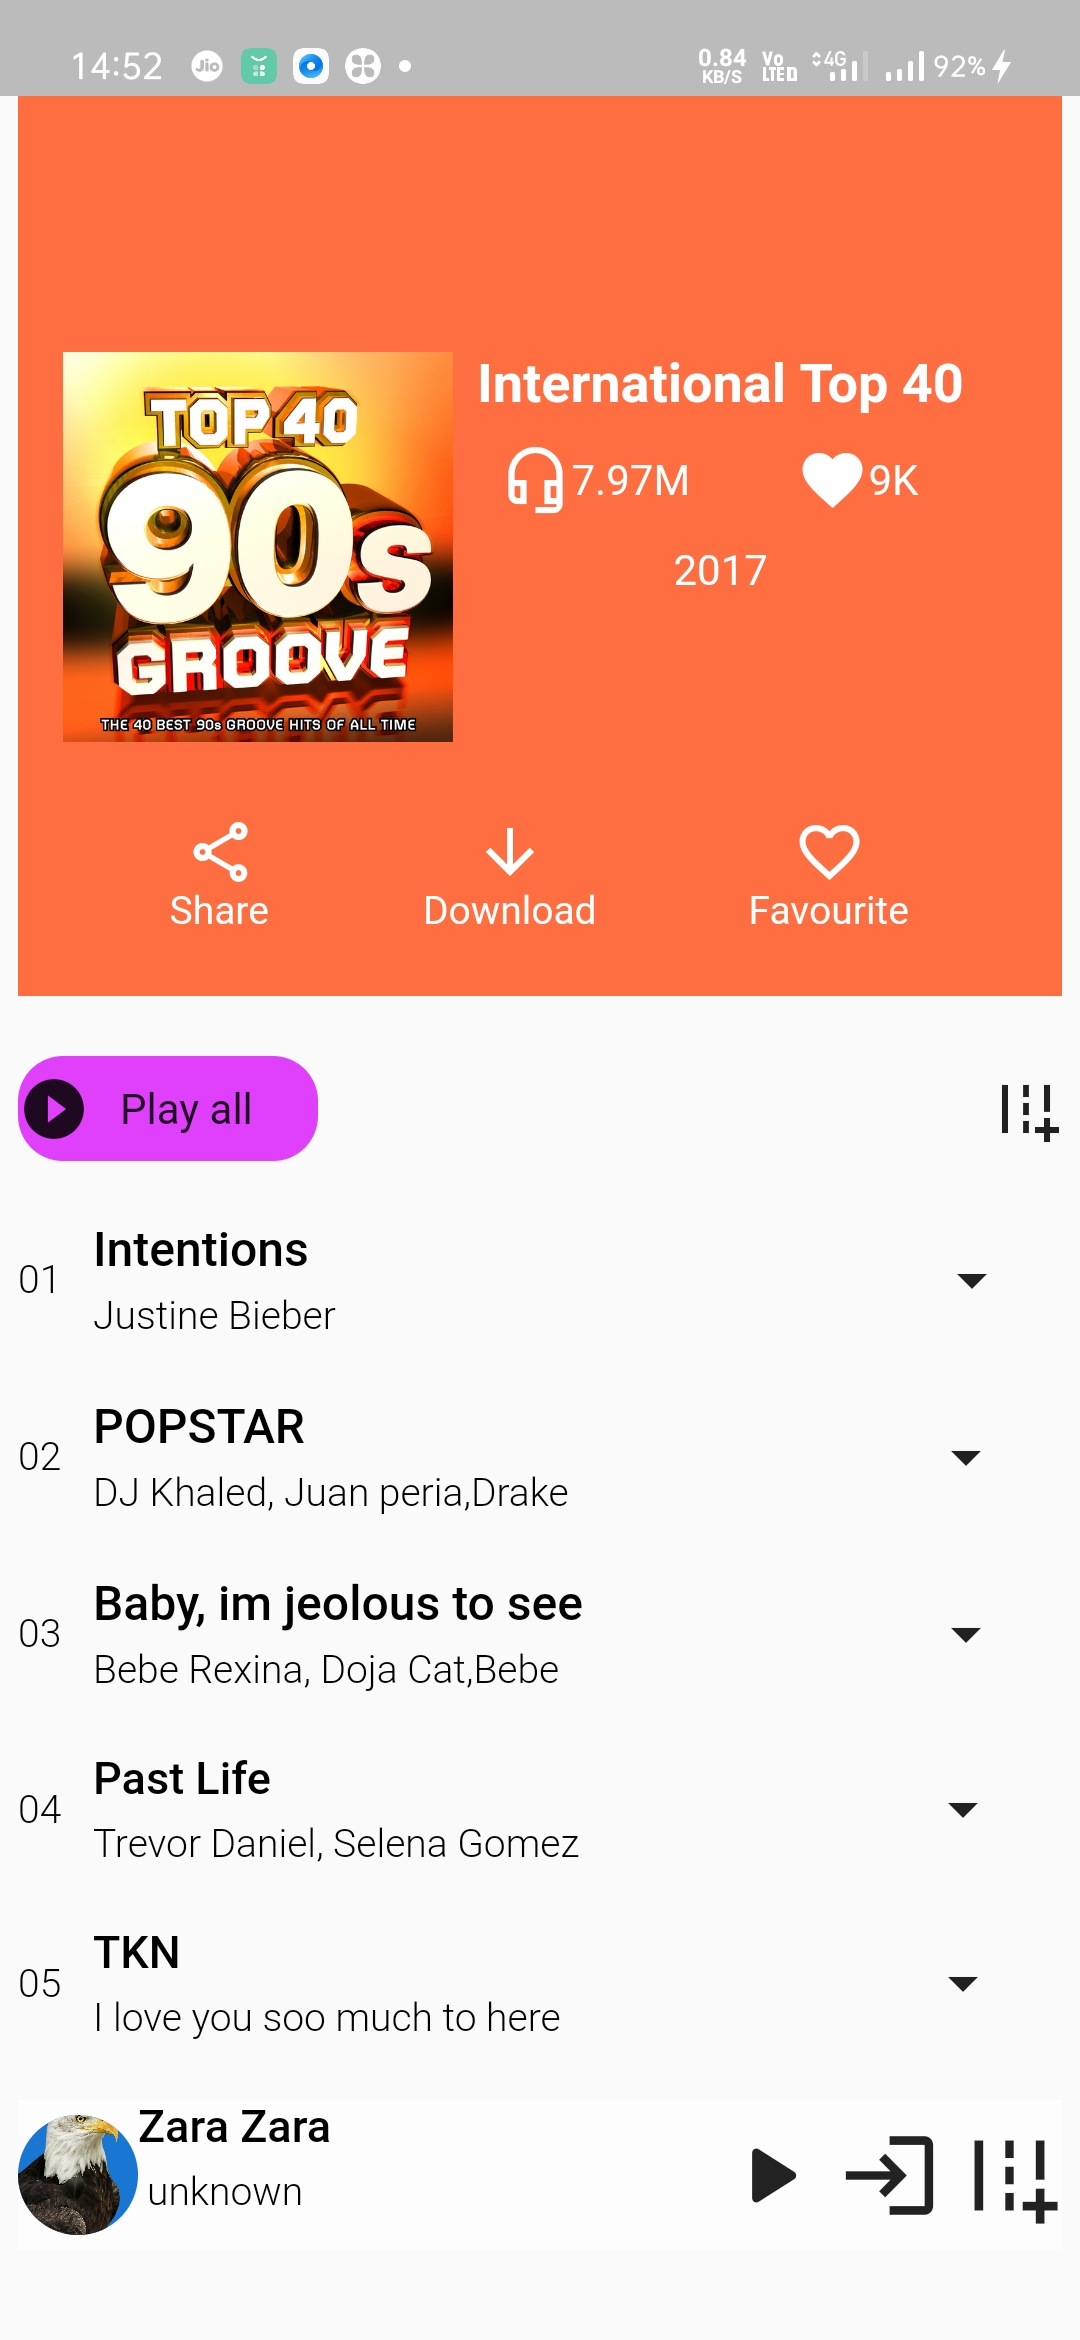 14:52 Jio 0.84 KB/S Vo LTE D 4G 92%
TOP 40
90s
GROOVE
THE 40 BEST 90s GROOVE HITS OF ALL TIME
International Top 40
7.97M 9K
2017
Share Download Favourite
Play all
01 Intentions
Justine Bieber
02 POPSTAR
DJ Khaled, Juan peria,Drake
03 Baby, im jeolous to see
Bebe Rexina, Doja Cat,Bebe
04 Past Life
Trevor Daniel, Selena Gomez
05 TKN
I love you soo much to here
Zara Zara
unknown